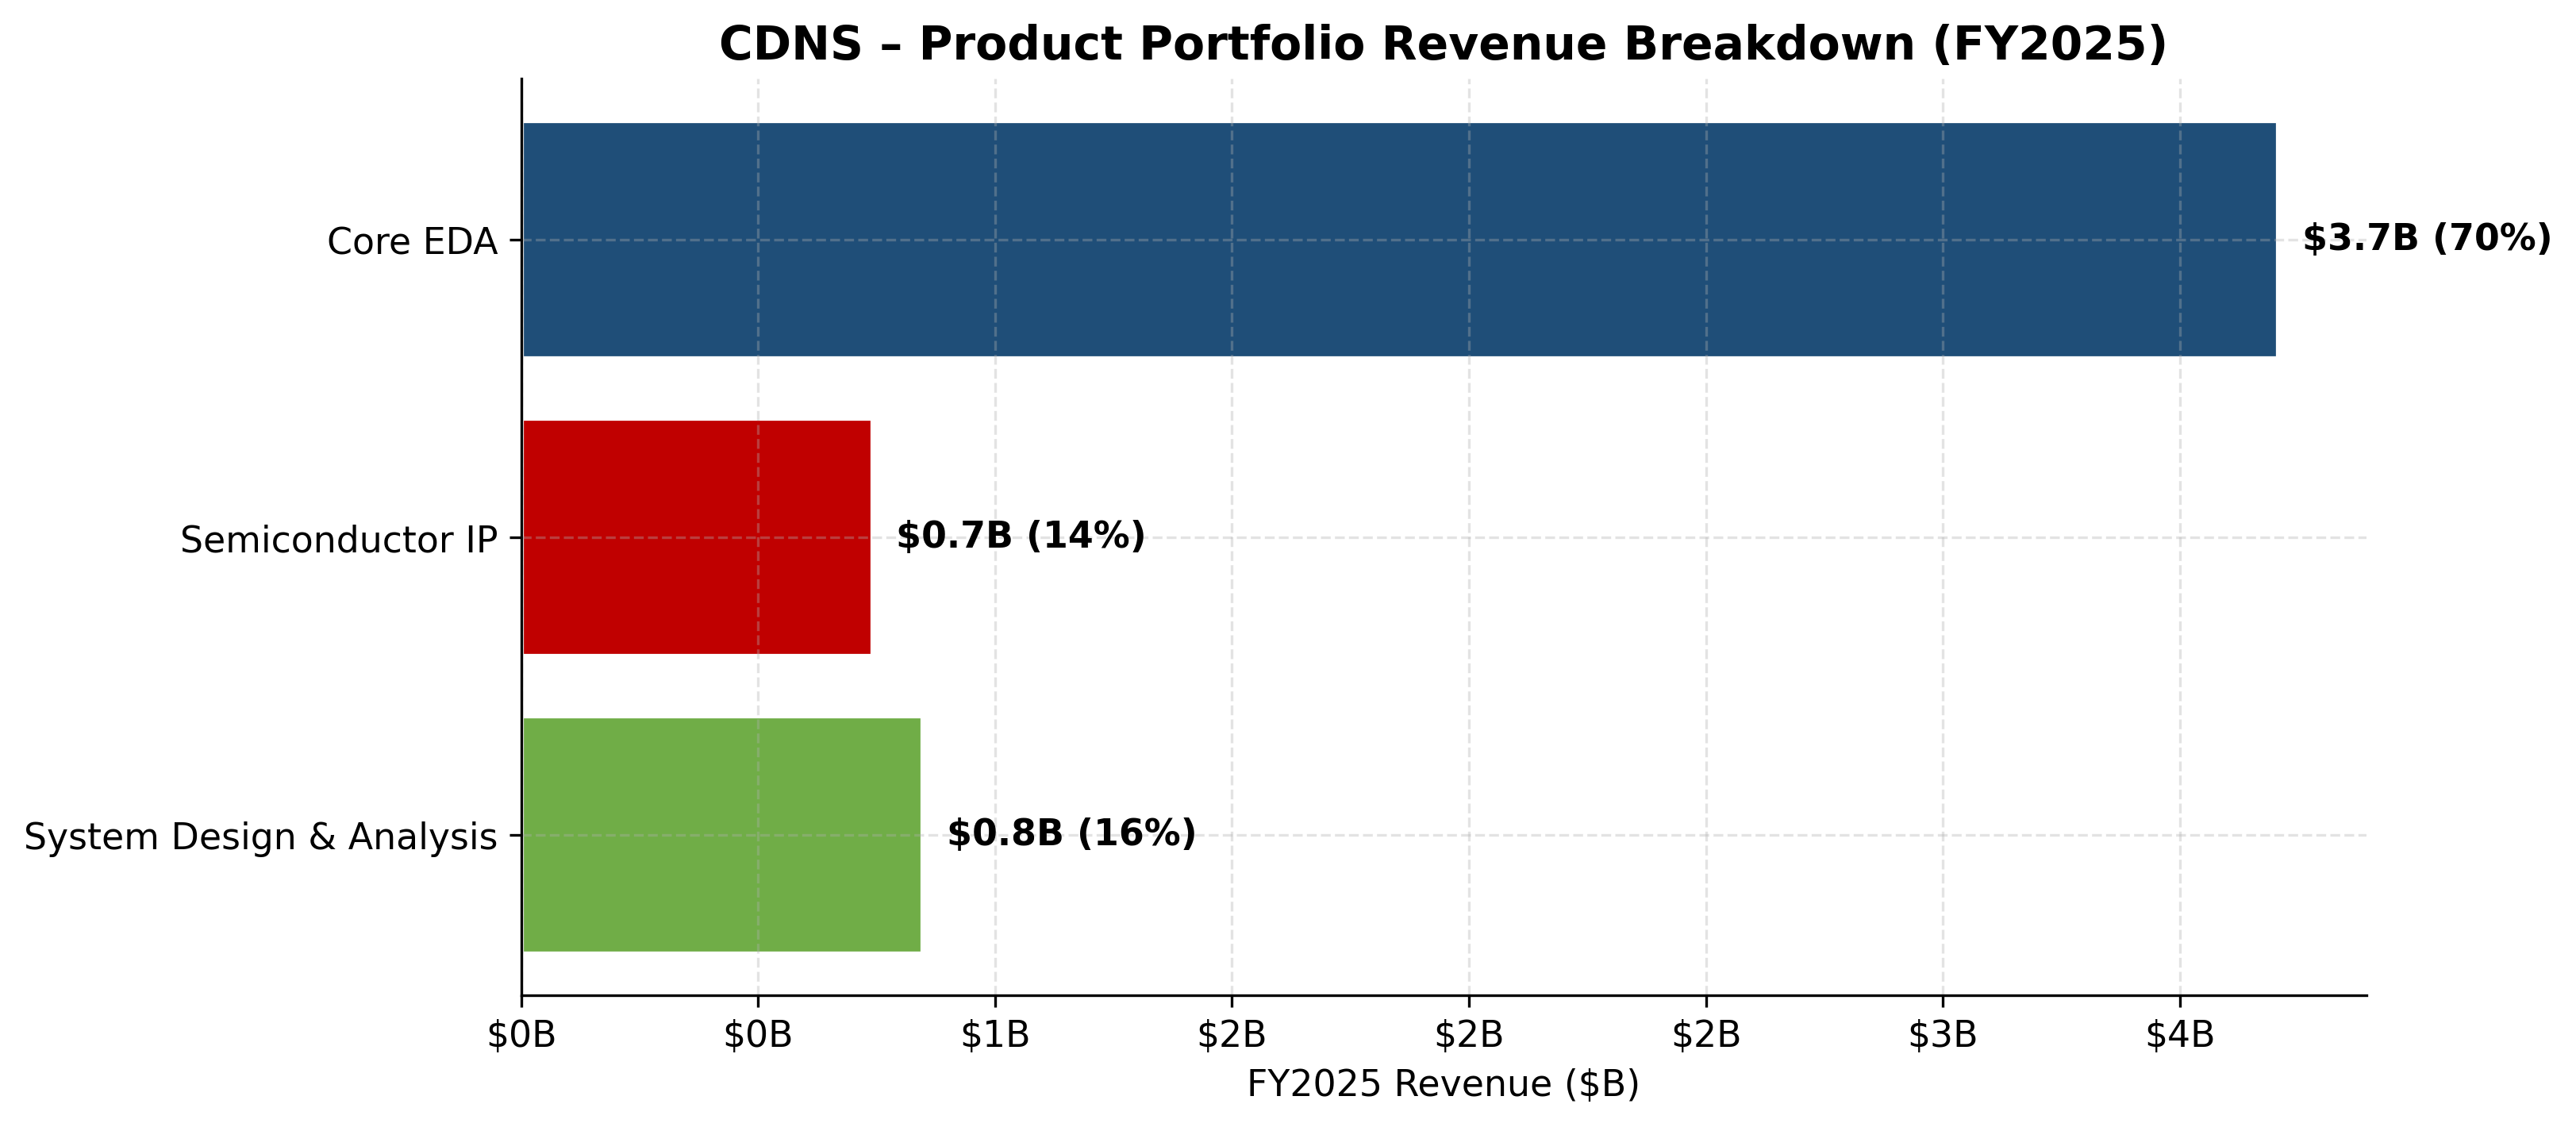 CDNS – Product Portfolio Revenue Breakdown (FY2025)
Core EDA
$3.7B (70%)
Semiconductor IP
$0.7B (14%)
System Design & Analysis
$0.8B (16%)
$0B $0B $1B $2B $2B $2B $3B $4B
FY2025 Revenue ($B)